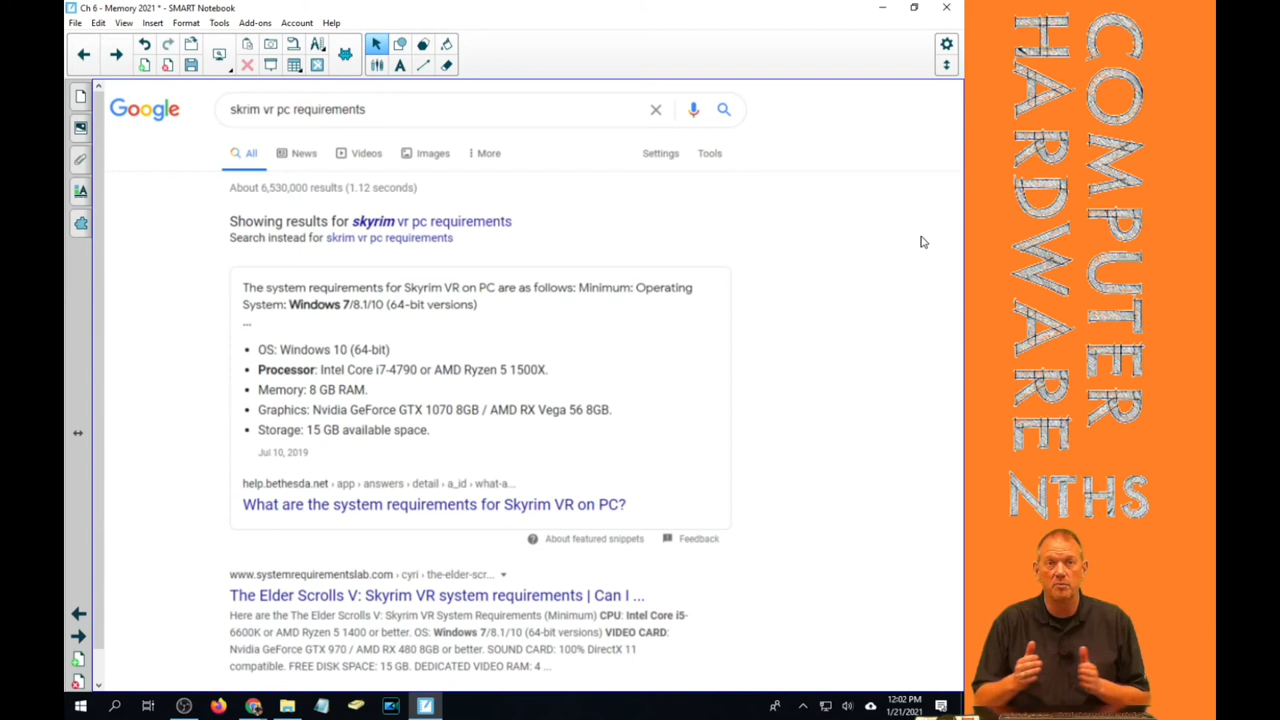 Ch 6 - Memory 2021 * - SMART Notebook
File Edit View Insert Format Tools Add-ons Account Help
Google
skrim vr pc requirements
All News Videos Images More Settings Tools
About 6,530,000 results (1.12 seconds)
Showing results for skyrim vr pc requirements
Search instead for skrim vr pc requirements
The system requirements for Skyrim VR on PC are as follows: Minimum: Operating
System: Windows 7/8.1/10 (64-bit versions)
...
• OS: Windows 10 (64-bit)
• Processor: Intel Core i7-4790 or AMD Ryzen 5 1500X.
• Memory: 8 GB RAM.
• Graphics: Nvidia GeForce GTX 1070 8GB / AMD RX Vega 56 8GB.
• Storage: 15 GB available space.
Jul 10, 2019
help.bethesda.net › app › answers › detail › a_id › what-a...
What are the system requirements for Skyrim VR on PC?
About featured snippets Feedback
www.systemrequirementslab.com › cyri › the-elder-scr...
The Elder Scrolls V: Skyrim VR system requirements | Can I ...
Here are the The Elder Scrolls V: Skyrim VR System Requirements (Minimum) CPU: Intel Core i5-
6600K or AMD Ryzen 5 1400 or better. OS: Windows 7/8.1/10 (64-bit versions) VIDEO CARD:
Nvidia GeForce GTX 970 / AMD RX 480 8GB or better. SOUND CARD: 100% DirectX 11
compatible. FREE DISK SPACE: 15 GB. DEDICATED VIDEO RAM: 4 ...
12:02 PM
1/21/2021
COMPUTER
HARDWARE
NTHS